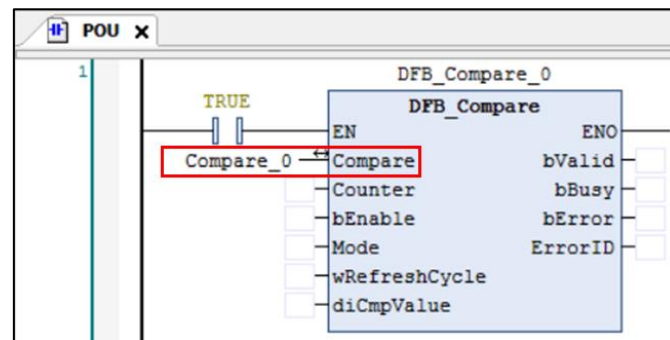 POU X
1
DFB_Compare_0
TRUE
DFB_Compare
EN ENO
Compare_0 Compare bValid
Counter bBusy
bEnable bError
Mode ErrorID
wRefreshCycle
diCmpValue